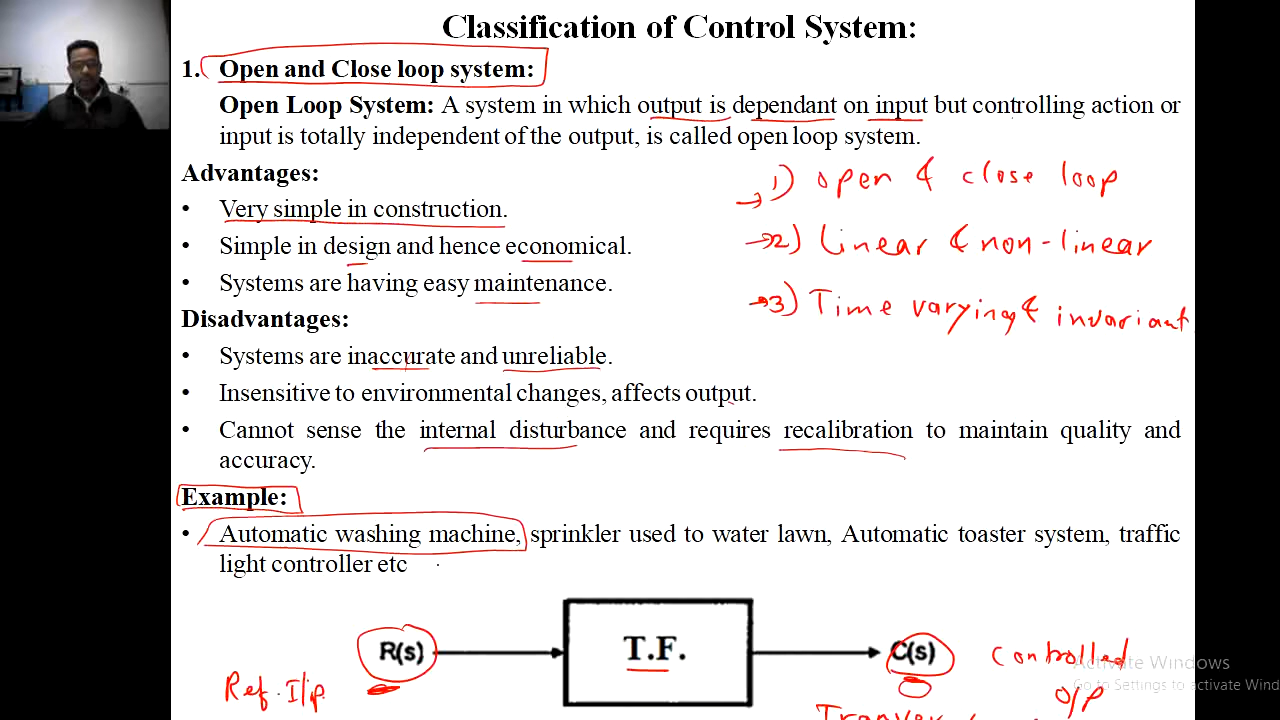 Classification of Control System:
1. Open and Close loop system:
Open Loop System: A system in which output is dependant on input but controlling action or
input is totally independent of the output, is called open loop system.
Advantages:
• Very simple in construction.
• Simple in design and hence economical.
• Systems are having easy maintenance.
→ 1) open & close loop
→ 2) Linear & non-linear
→ 3) Time varying & invariant
Disadvantages:
• Systems are inaccurate and unreliable.
• Insensitive to environmental changes, affects output.
• Cannot sense the internal disturbance and requires recalibration to maintain quality and
accuracy.
Example:
• Automatic washing machine, sprinkler used to water lawn, Automatic toaster system, traffic
light controller etc
R(s) T.F. C(s)
Ref. I/p
Controlled
O/P
Activate Windows
Go to Settings to activate Wind